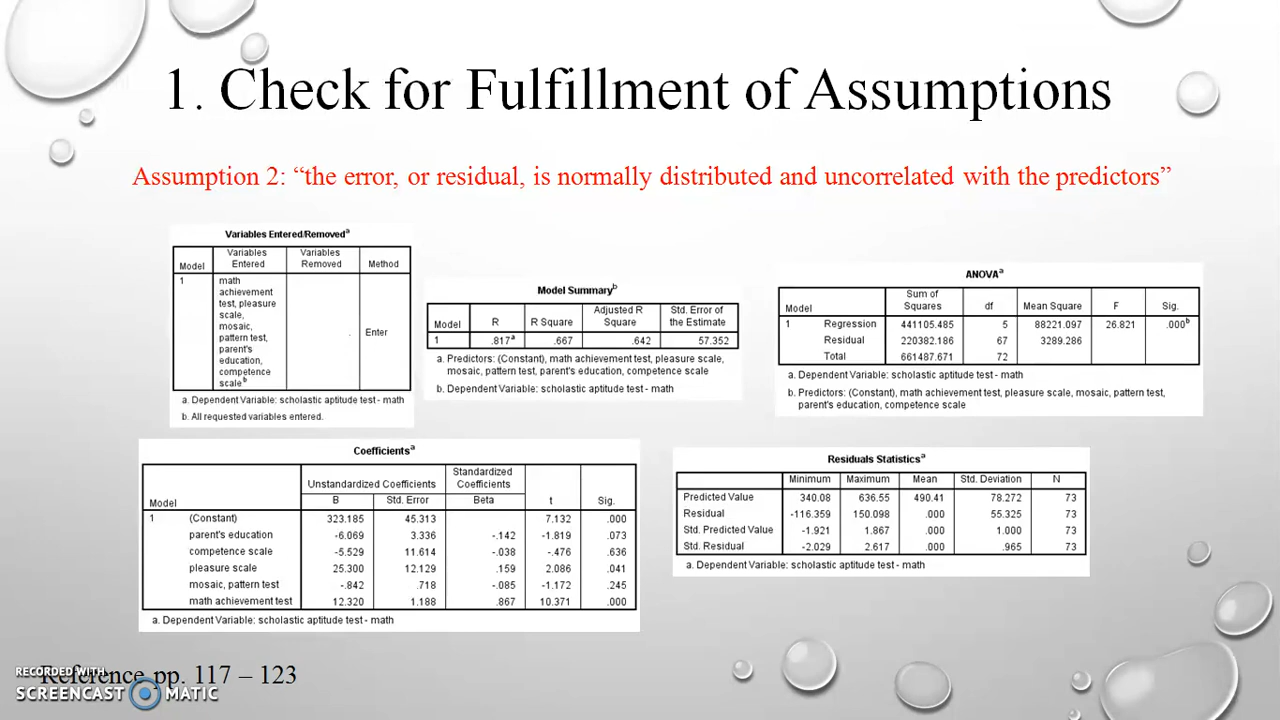 1. Check for Fulfillment of Assumptions
Assumption 2: “the error, or residual, is normally distributed and uncorrelated with the predictors”
Variables Entered/Removedᵃ
Model Variables Entered Variables Removed Method
1 math achievement test, pleasure scale, mosaic, pattern test, parent's education, competence scaleᵇ . Enter
a. Dependent Variable: scholastic aptitude test - math
b. All requested variables entered.
Model Summaryᵇ
Model R R Square Adjusted R Square Std. Error of the Estimate
1 .817ᵃ .667 .642 57.352
a. Predictors: (Constant), math achievement test, pleasure scale,
mosaic, pattern test, parent's education, competence scale
b. Dependent Variable: scholastic aptitude test - math
ANOVAᵃ
Model Sum of Squares df Mean Square F Sig.
1 Regression 441105.485 5 88221.097 26.821 .000ᵇ
Residual 220382.186 67 3289.286
Total 661487.671 72
a. Dependent Variable: scholastic aptitude test - math
b. Predictors: (Constant), math achievement test, pleasure scale, mosaic, pattern test,
parent's education, competence scale
Coefficientsᵃ
Model Unstandardized Coefficients Standardized Coefficients t Sig.
B Std. Error Beta
1 (Constant) 323.185 45.313 7.132 .000
parent's education -6.069 3.336 -.142 -1.819 .073
competence scale -5.529 11.614 -.038 -.476 .636
pleasure scale 25.300 12.129 .159 2.086 .041
mosaic, pattern test -.842 .718 -.085 -1.172 .245
math achievement test 12.320 1.188 .867 10.371 .000
a. Dependent Variable: scholastic aptitude test - math
Residuals Statisticsᵃ
Minimum Maximum Mean Std. Deviation N
Predicted Value 340.08 636.55 490.41 78.272 73
Residual -116.359 150.098 .000 55.325 73
Std. Predicted Value -1.921 1.867 .000 1.000 73
Std. Residual -2.029 2.617 .000 .965 73
a. Dependent Variable: scholastic aptitude test - math
Reference pp. 117 – 123
RECORDED WITH
SCREENCAST MATIC